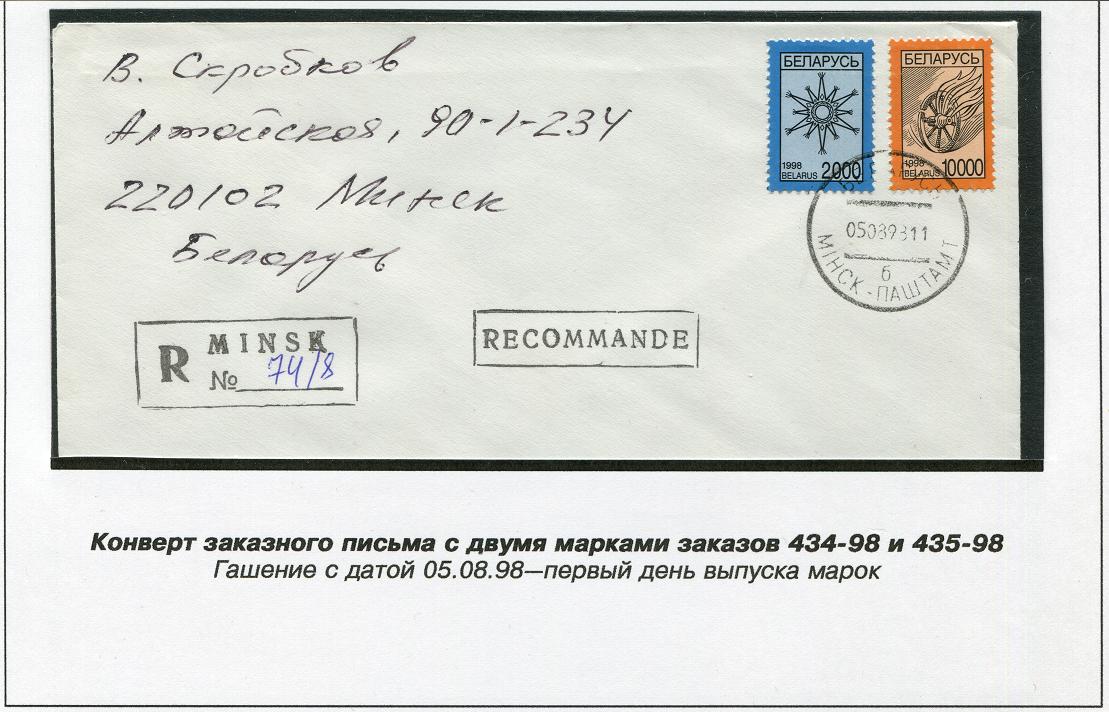 В. Скробков
Алтайская, 90-1-234
220102 Минск
Беларусь
БЕЛАРУСЬ
1998
BELARUS 2000
БЕЛАРУСЬ
1998
BELARUS 10000
БЕЛАРУСЬ
05089811
б
МІНСК-ПАШТАМТ
R MINSK
№ 74/8
RECOMMANDE
Конверт заказного письма с двумя марками заказов 434-98 и 435-98
Гашение с датой 05.08.98—первый день выпуска марок